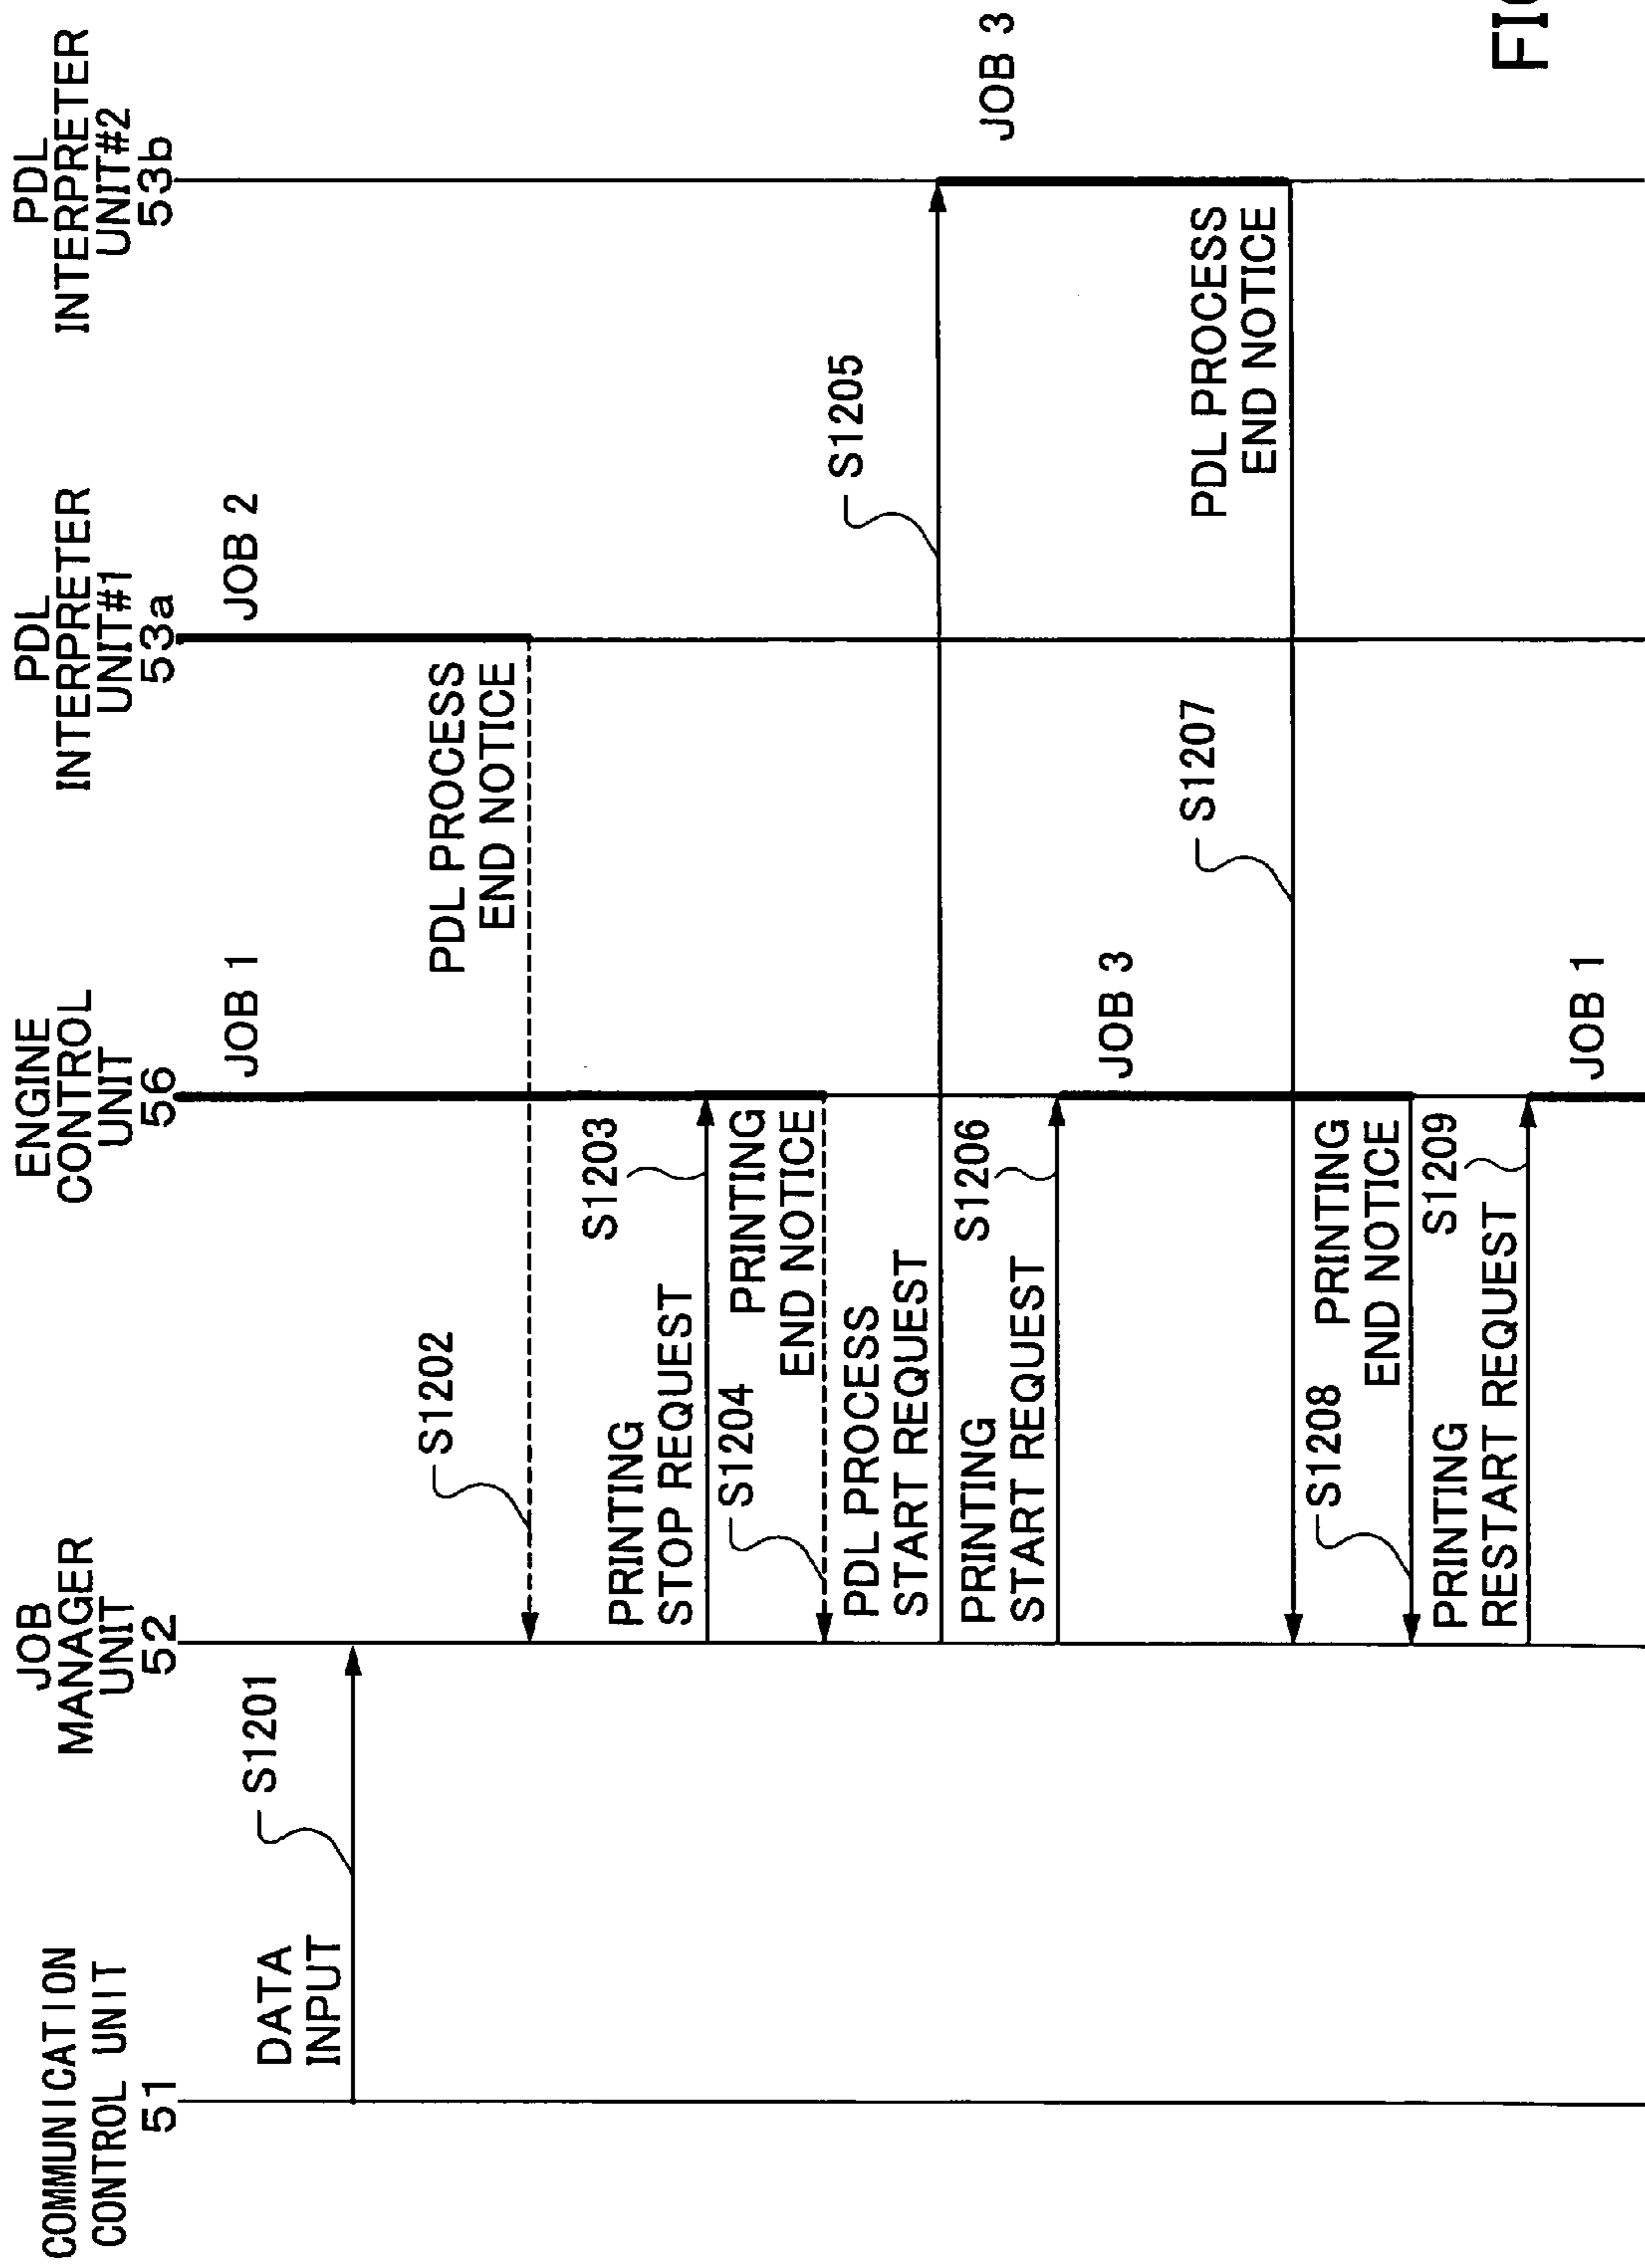 COMMUNICATION
CONTROL UNIT
51
JOB
MANAGER
UNIT
52
ENGINE
CONTROL
UNIT
56
PDL
INTERPRETER
UNIT#1
53a
PDL
INTERPRETER
UNIT#2
53b
DATA
INPUT
S1201
JOB 1
JOB 2
S1202
PDL PROCESS
END NOTICE
PRINTING
STOP REQUEST
S1203
S1204
PRINTING
END NOTICE
PDL PROCESS
START REQUEST
S1205
JOB 3
PRINTING
START REQUEST
S1206
JOB 3
S1207
PDL PROCESS
END NOTICE
S1208
PRINTING
END NOTICE
PRINTING
RESTART REQUEST
S1209
JOB 1